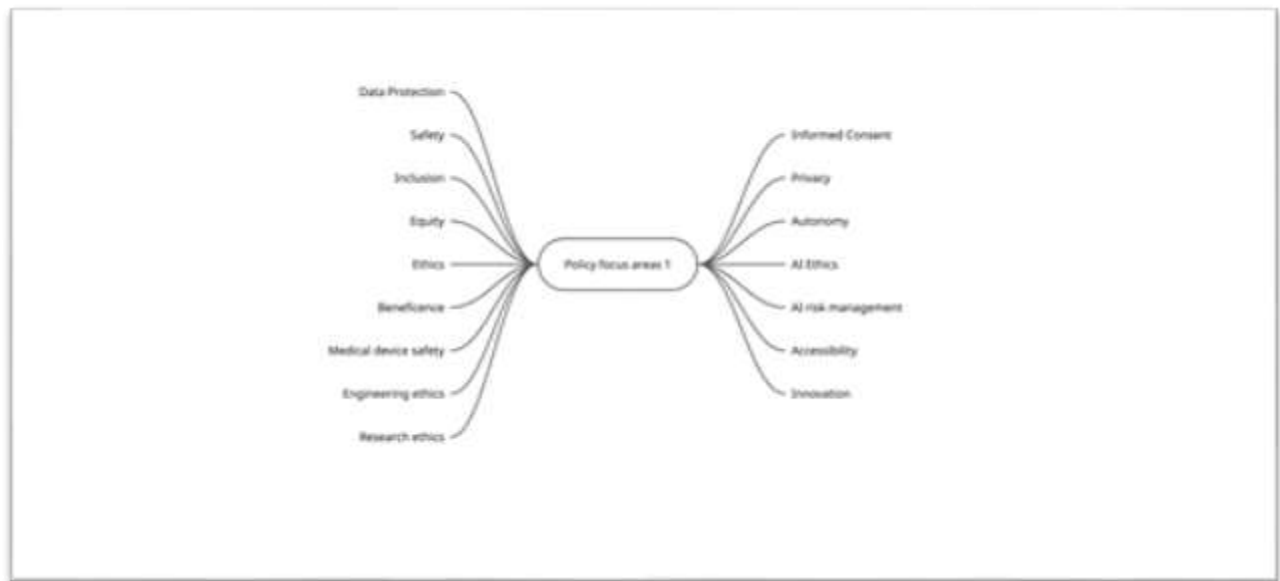 Data Protection
Safety
Inclusion
Equity
Ethics
Beneficence
Medical device safety
Engineering ethics
Research ethics
Policy focus areas 1
Informed Consent
Privacy
Autonomy
AI Ethics
AI risk management
Accessibility
Innovation